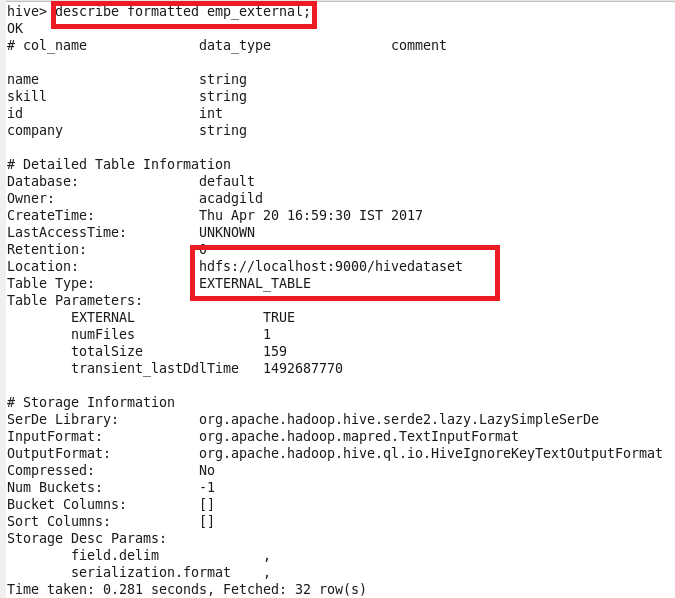 hive> describe formatted emp_external;
OK
# col_name data_type comment
name string
skill string
id int
company string
# Detailed Table Information
Database: default
Owner: acadgild
CreateTime: Thu Apr 20 16:59:30 IST 2017
LastAccessTime: UNKNOWN
Retention: 0
Location: hdfs://localhost:9000/hivedataset
Table Type: EXTERNAL_TABLE
Table Parameters:
EXTERNAL TRUE
numFiles 1
totalSize 159
transient_lastDdlTime 1492687770
# Storage Information
SerDe Library: org.apache.hadoop.hive.serde2.lazy.LazySimpleSerDe
InputFormat: org.apache.hadoop.mapred.TextInputFormat
OutputFormat: org.apache.hadoop.hive.ql.io.HiveIgnoreKeyTextOutputFormat
Compressed: No
Num Buckets: -1
Bucket Columns: []
Sort Columns: []
Storage Desc Params:
field.delim ,
serialization.format ,
Time taken: 0.281 seconds, Fetched: 32 row(s)